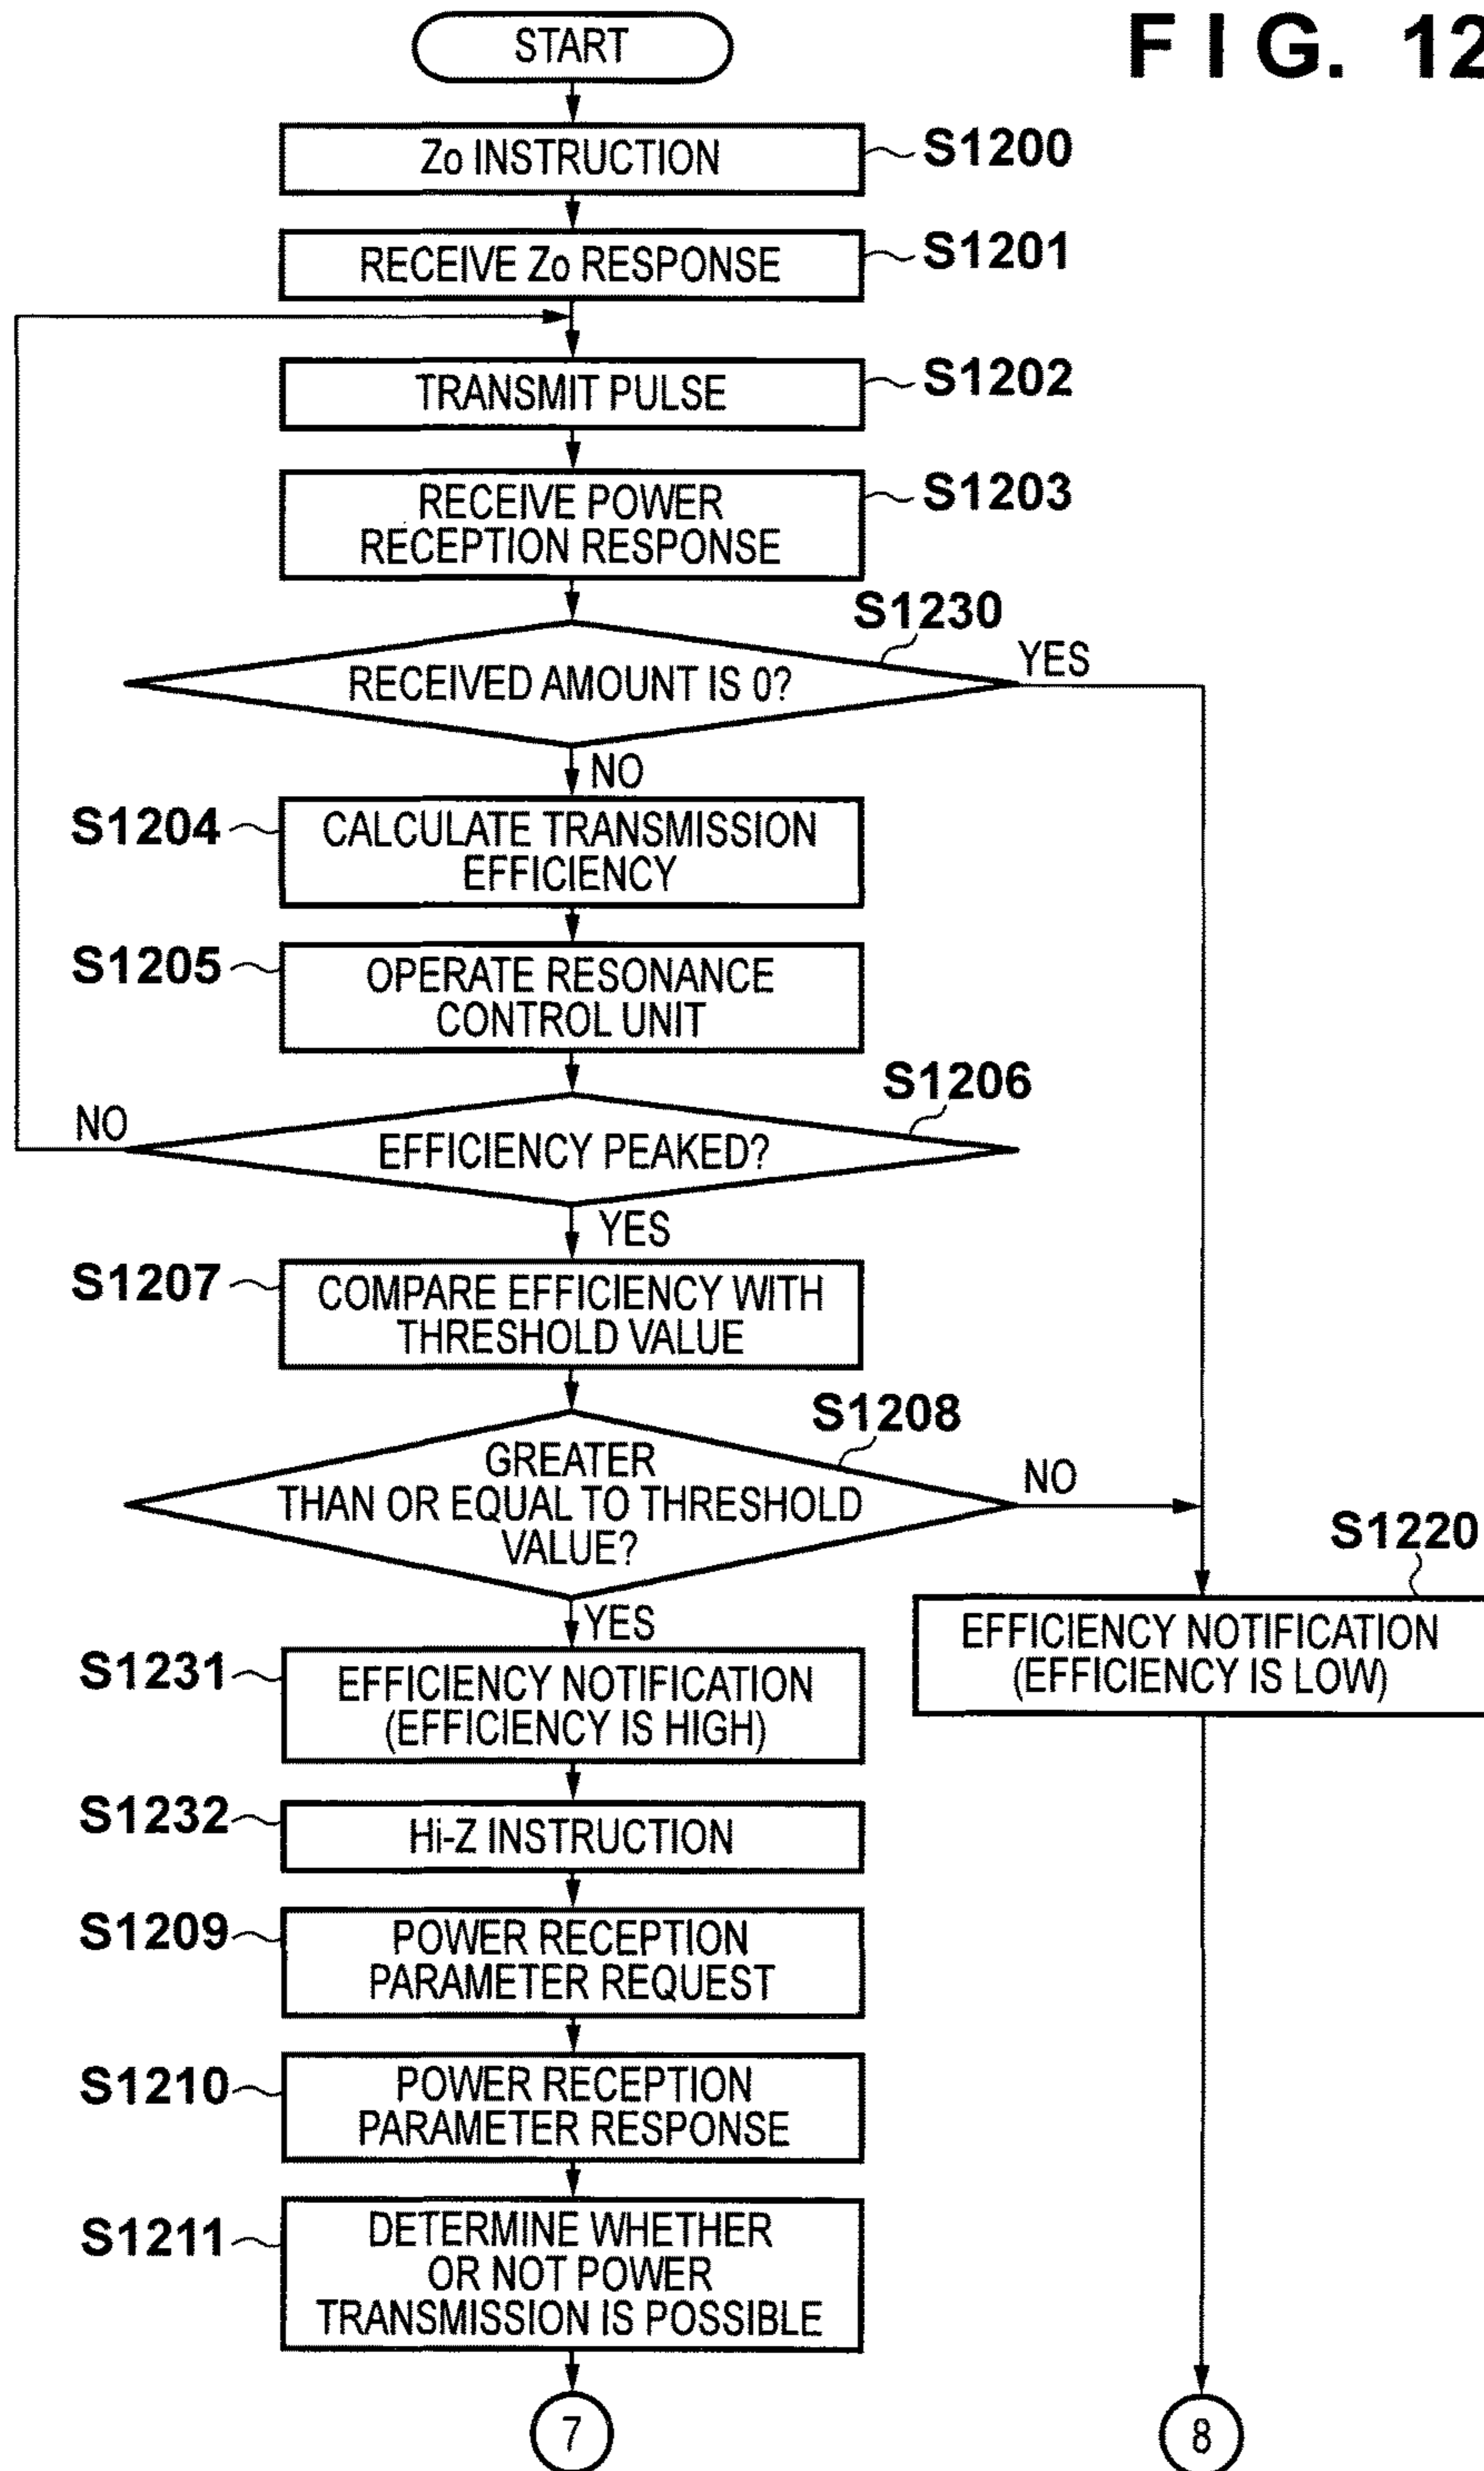 FIG. 12
START
Zo INSTRUCTION
S1200
RECEIVE Zo RESPONSE
S1201
TRANSMIT PULSE
S1202
RECEIVE POWER
RECEPTION RESPONSE
S1203
S1230
RECEIVED AMOUNT IS 0?
YES
NO
S1204
CALCULATE TRANSMISSION
EFFICIENCY
S1205
OPERATE RESONANCE
CONTROL UNIT
S1206
NO
EFFICIENCY PEAKED?
YES
S1207
COMPARE EFFICIENCY WITH
THRESHOLD VALUE
S1208
GREATER
THAN OR EQUAL TO THRESHOLD
VALUE?
NO
YES
S1220
EFFICIENCY NOTIFICATION
(EFFICIENCY IS LOW)
S1231
EFFICIENCY NOTIFICATION
(EFFICIENCY IS HIGH)
S1232
Hi-Z INSTRUCTION
S1209
POWER RECEPTION
PARAMETER REQUEST
S1210
POWER RECEPTION
PARAMETER RESPONSE
S1211
DETERMINE WHETHER
OR NOT POWER
TRANSMISSION IS POSSIBLE
7
8